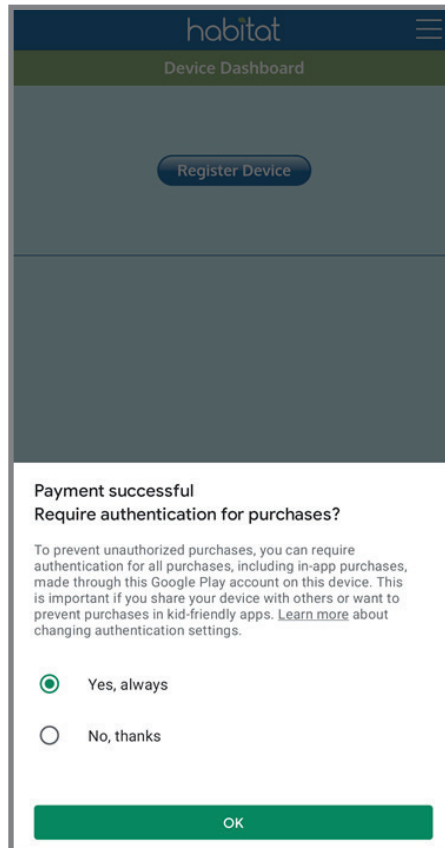 habitat
Device Dashboard
Register Device
Payment successful
Require authentication for purchases?
To prevent unauthorized purchases, you can require
authentication for all purchases, including in-app purchases,
made through this Google Play account on this device. This
is important if you share your device with others or want to
prevent purchases in kid-friendly apps. Learn more about
changing authentication settings.
Yes, always
No, thanks
OK